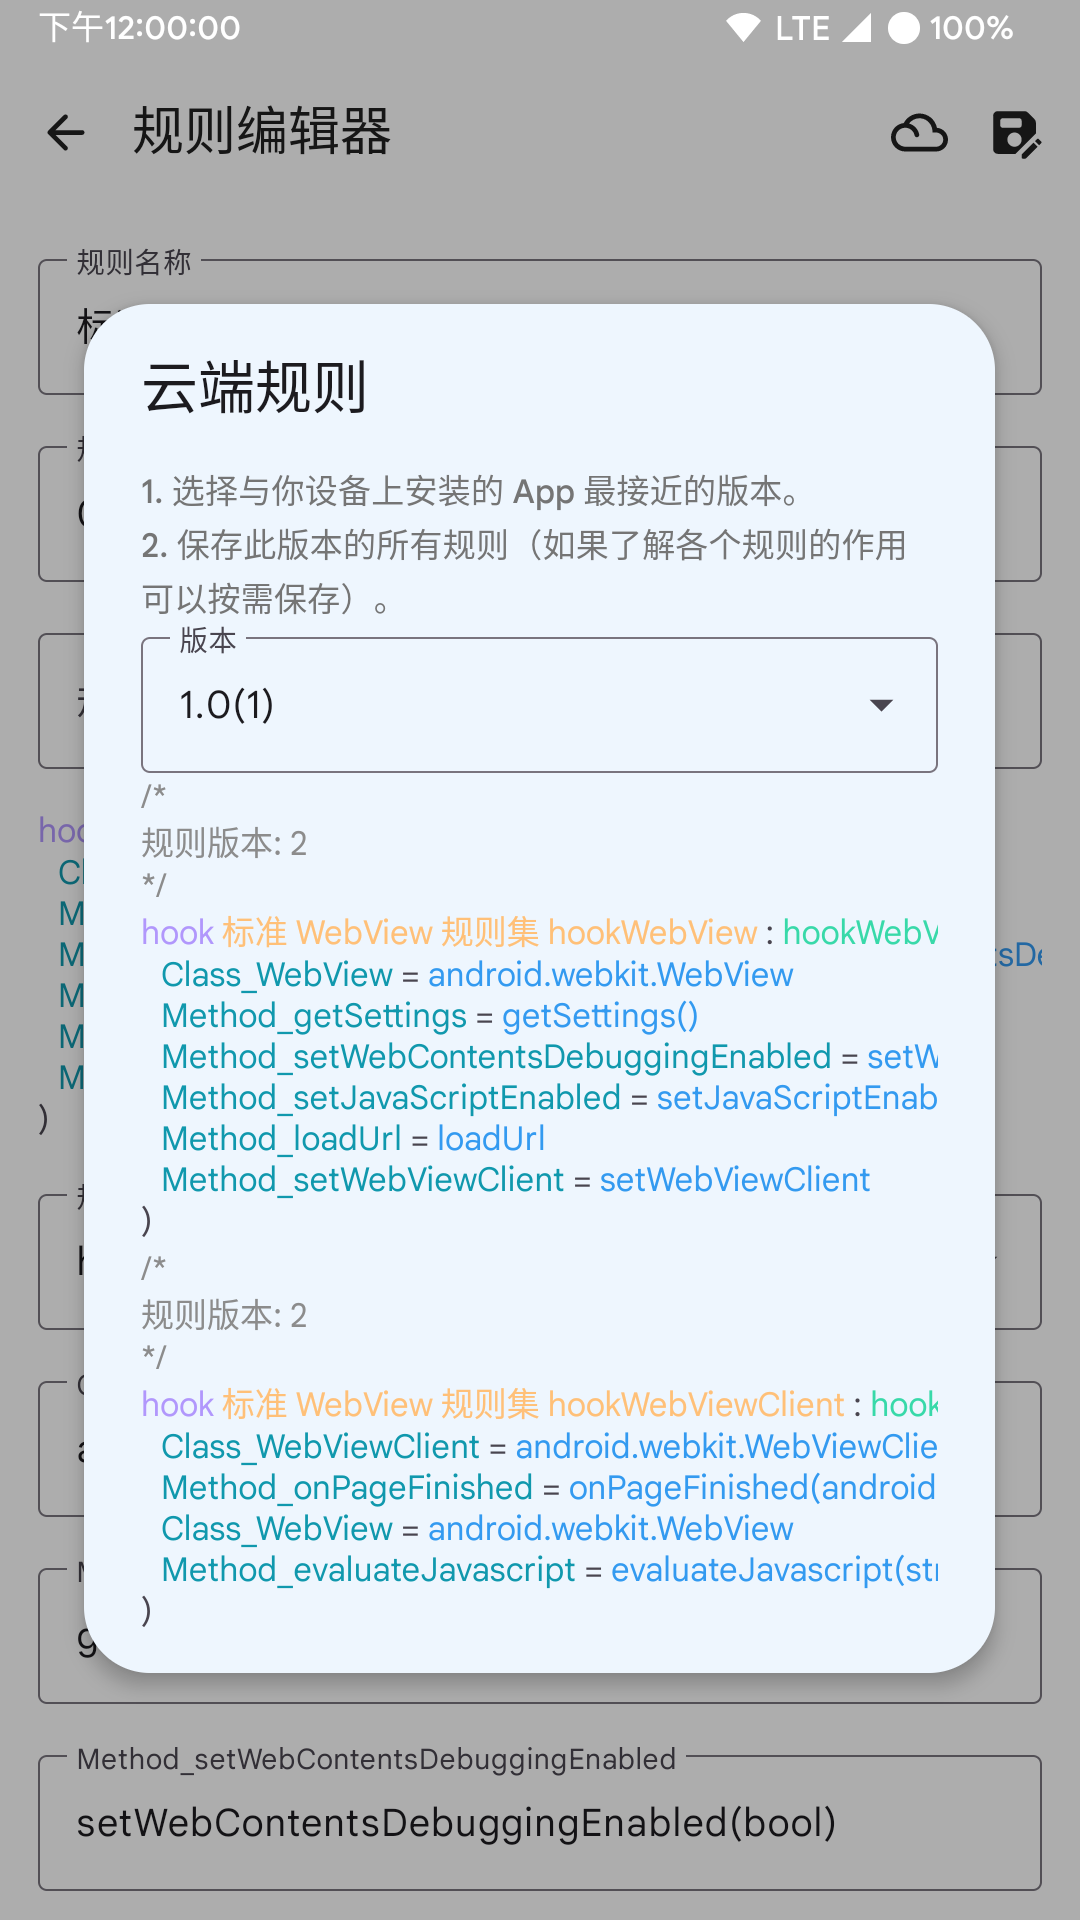 下午12:00:00 LTE 100%
规则编辑器
规则名称
云端规则
1. 选择与你设备上安装的 App 最接近的版本。
2. 保存此版本的所有规则（如果了解各个规则的作用
可以按需保存）。
版本
1.0(1)
/*
规则版本: 2
*/
hook 标准 WebView 规则集 hookWebView : hookWebV
Class_WebView = android.webkit.WebView
Method_getSettings = getSettings()
Method_setWebContentsDebuggingEnabled = setW
Method_setJavaScriptEnabled = setJavaScriptEnab
Method_loadUrl = loadUrl
Method_setWebViewClient = setWebViewClient
)
/*
规则版本: 2
*/
hook 标准 WebView 规则集 hookWebViewClient : hook
Class_WebViewClient = android.webkit.WebViewClie
Method_onPageFinished = onPageFinished(android
Class_WebView = android.webkit.WebView
Method_evaluateJavascript = evaluateJavascript(str
)
)
Method_setWebContentsDebuggingEnabled
setWebContentsDebuggingEnabled(bool)